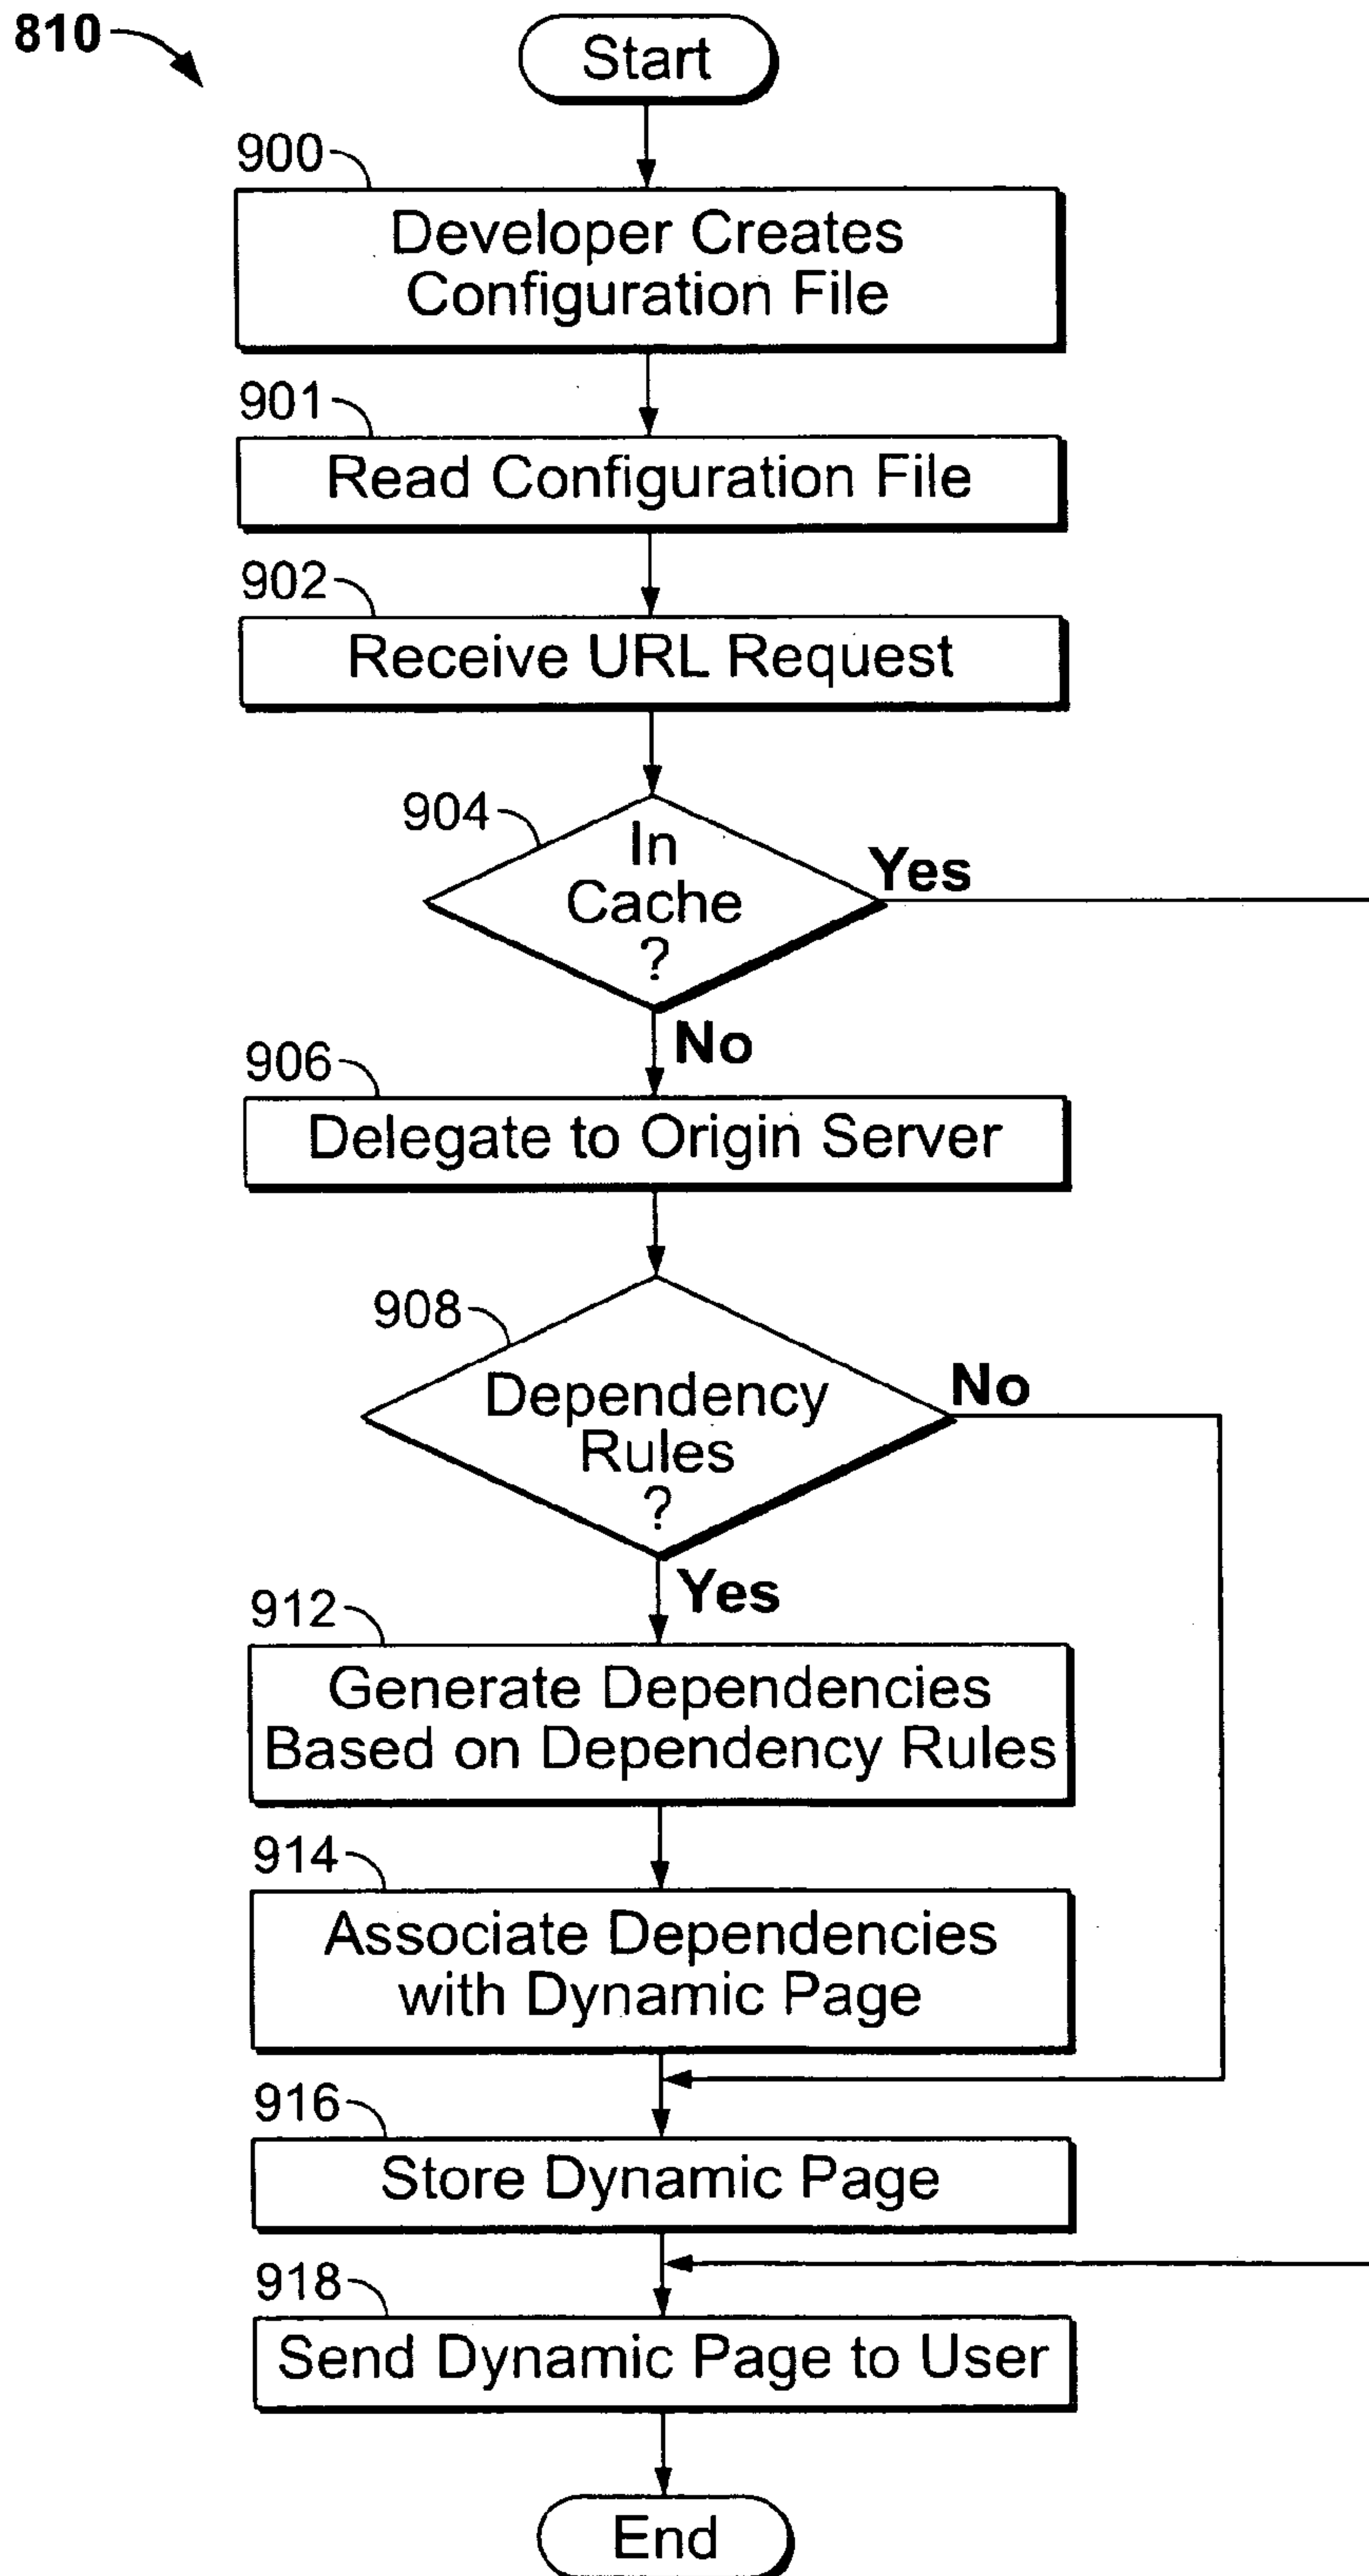 810
Start
900
Developer Creates
Configuration File
901
Read Configuration File
902
Receive URL Request
904
In
Cache
?
Yes
No
906
Delegate to Origin Server
908
Dependency
Rules
?
No
Yes
912
Generate Dependencies
Based on Dependency Rules
914
Associate Dependencies
with Dynamic Page
916
Store Dynamic Page
918
Send Dynamic Page to User
End